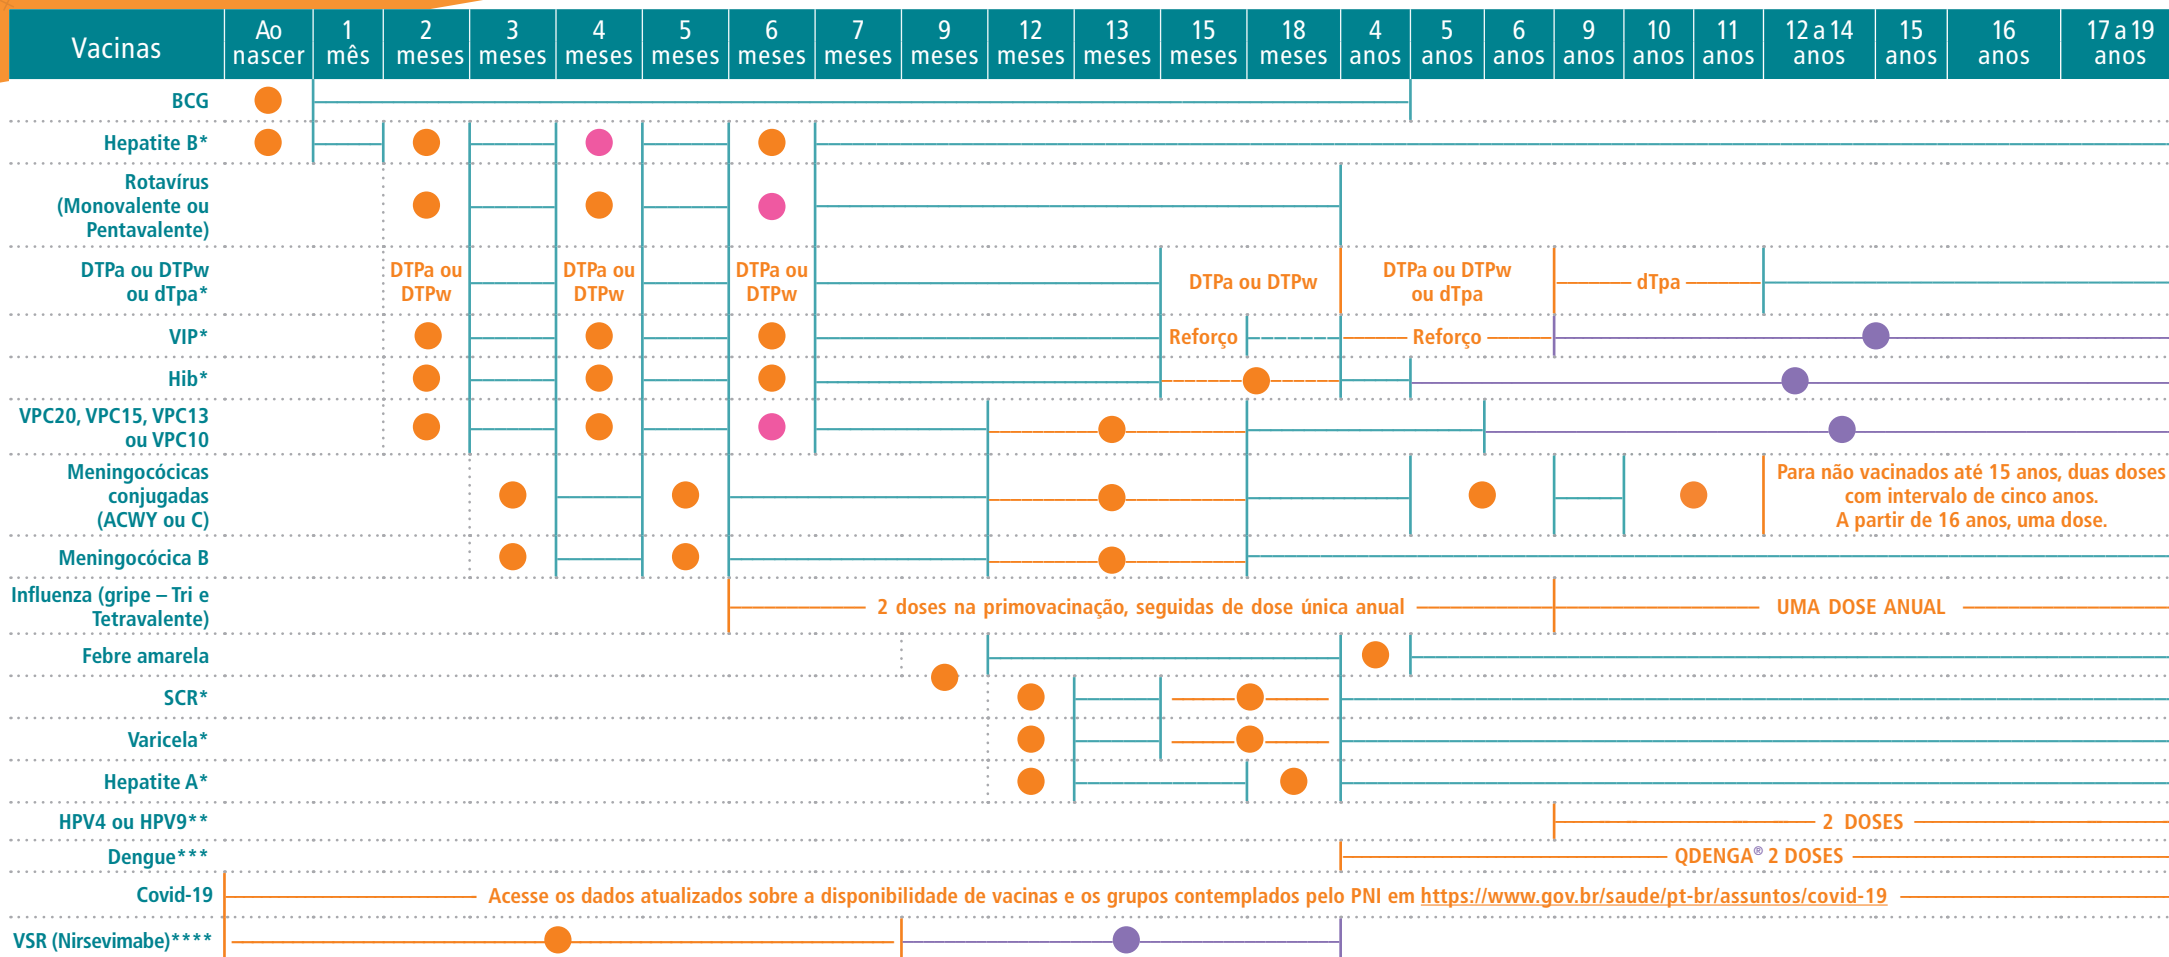 Vacinas
Ao
nascer
1
mês
2
meses
3
meses
4
meses
5
meses
6
meses
7
meses
9
meses
12
meses
13
meses
15
meses
18
meses
4
anos
5
anos
6
anos
9
anos
10
anos
11
anos
12 a 14
anos
15
anos
16
anos
17 a 19
anos
BCG
Hepatite B*
Rotavírus
(Monovalente ou
Pentavalente)
DTPa ou DTPw
ou dTpa*
DTPa ou
DTPw
DTPa ou
DTPw
DTPa ou
DTPw
DTPa ou DTPw
DTPa ou DTPw
ou dTpa
dTpa
VIP*
Reforço
Reforço
Hib*
VPC20, VPC15, VPC13
ou VPC10
Meningocócicas
conjugadas
(ACWY ou C)
Para não vacinados até 15 anos, duas doses
com intervalo de cinco anos.
A partir de 16 anos, uma dose.
Meningocócica B
Influenza (gripe – Tri e
Tetravalente)
2 doses na primovacinação, seguidas de dose única anual
UMA DOSE ANUAL
Febre amarela
SCR*
Varicela*
Hepatite A*
HPV4 ou HPV9**
2 DOSES
Dengue***
QDENGA® 2 DOSES
Covid-19
Acesse os dados atualizados sobre a disponibilidade de vacinas e os grupos contemplados pelo PNI em https://www.gov.br/saude/pt-br/assuntos/covid-19
VSR (Nirsevimabe)****